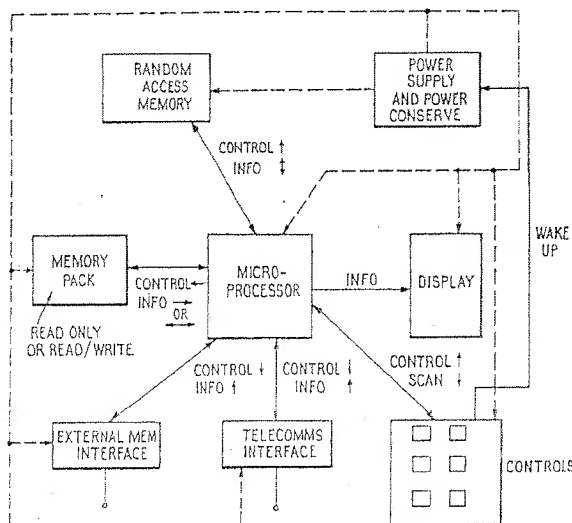 RANDOM
ACCESS
MEMORY
POWER
SUPPLY
AND POWER
CONSERVE
CONTROL ↑
INFO ↕
WAKE
UP
MEMORY
PACK
CONTROL ←
INFO →
OR
↔
READ ONLY
OR READ/WRITE
MICRO-
PROCESSOR
INFO
DISPLAY
CONTROL ↑
SCAN ↓
CONTROL ↓
INFO ↑
CONTROL ↓
INFO ↑
EXTERNAL MEM
INTERFACE
TELECOMMS
INTERFACE
CONTROLS